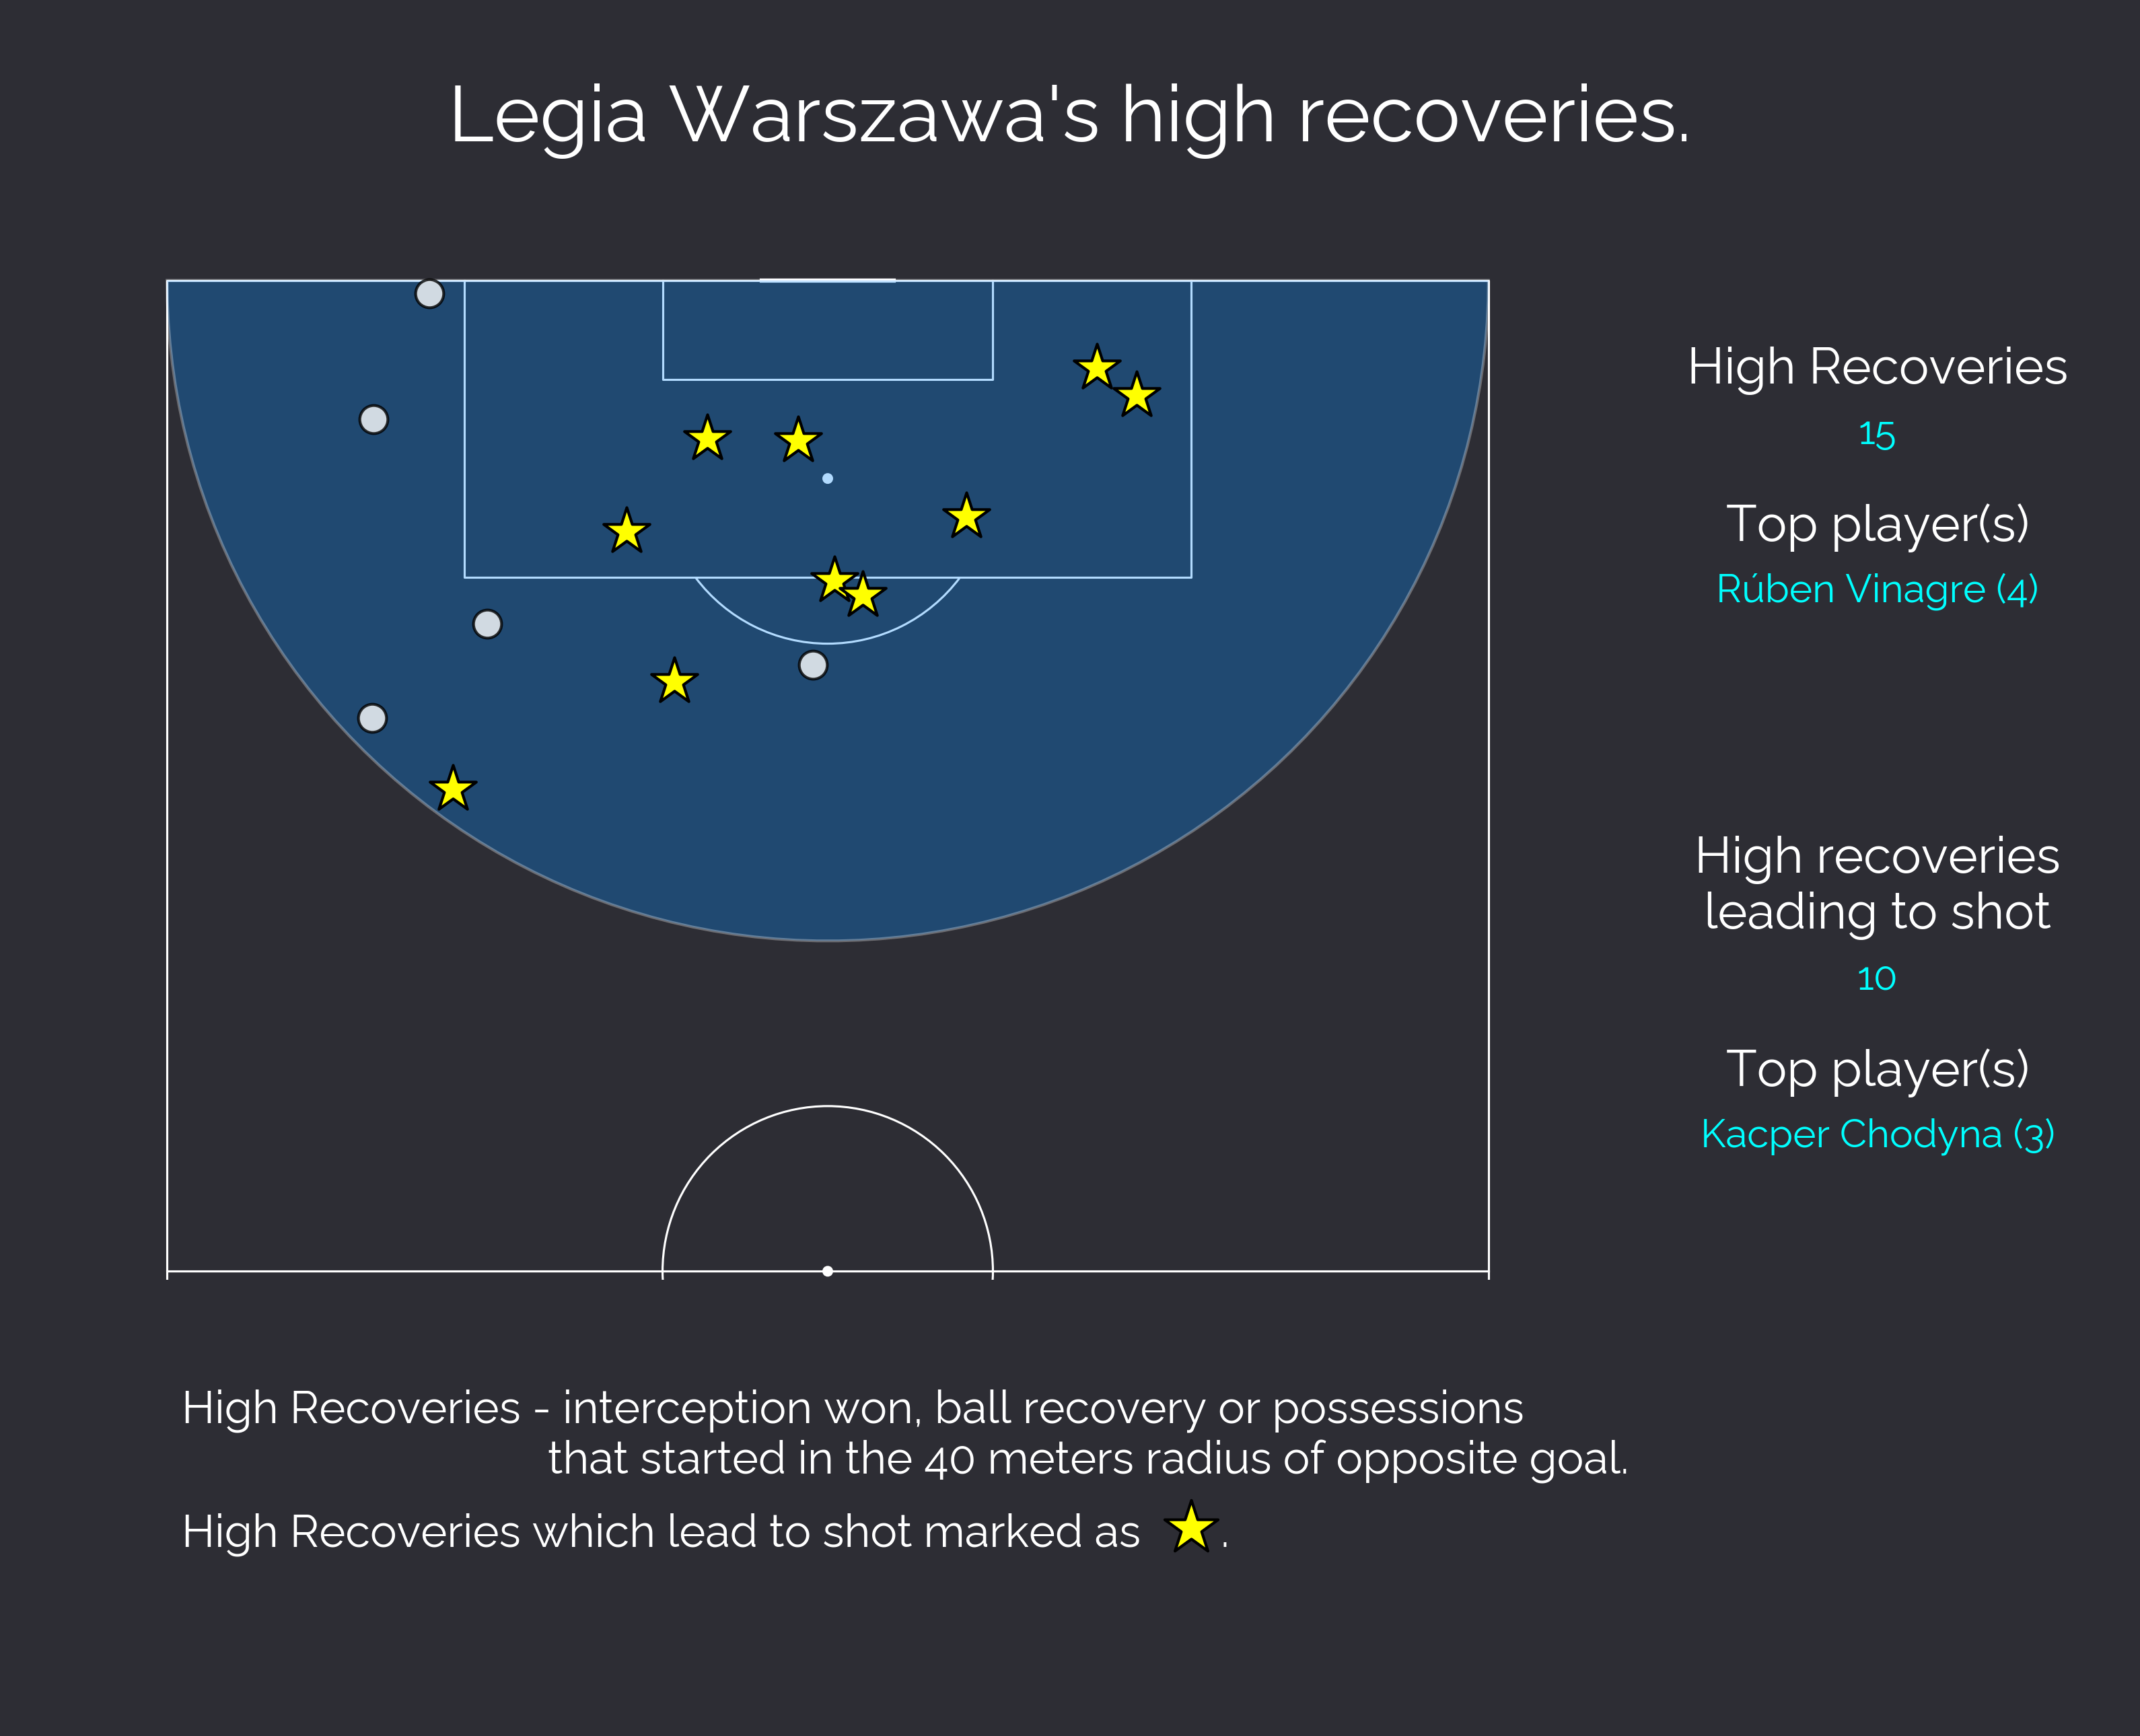 Legia Warszawa's high recoveries.
High Recoveries
15
Top player(s)
Rúben Vinagre (4)
High recoveries
leading to shot
10
Top player(s)
Kacper Chodyna (3)
High Recoveries - interception won, ball recovery or possessions
that started in the 40 meters radius of opposite goal.
High Recoveries which lead to shot marked as .